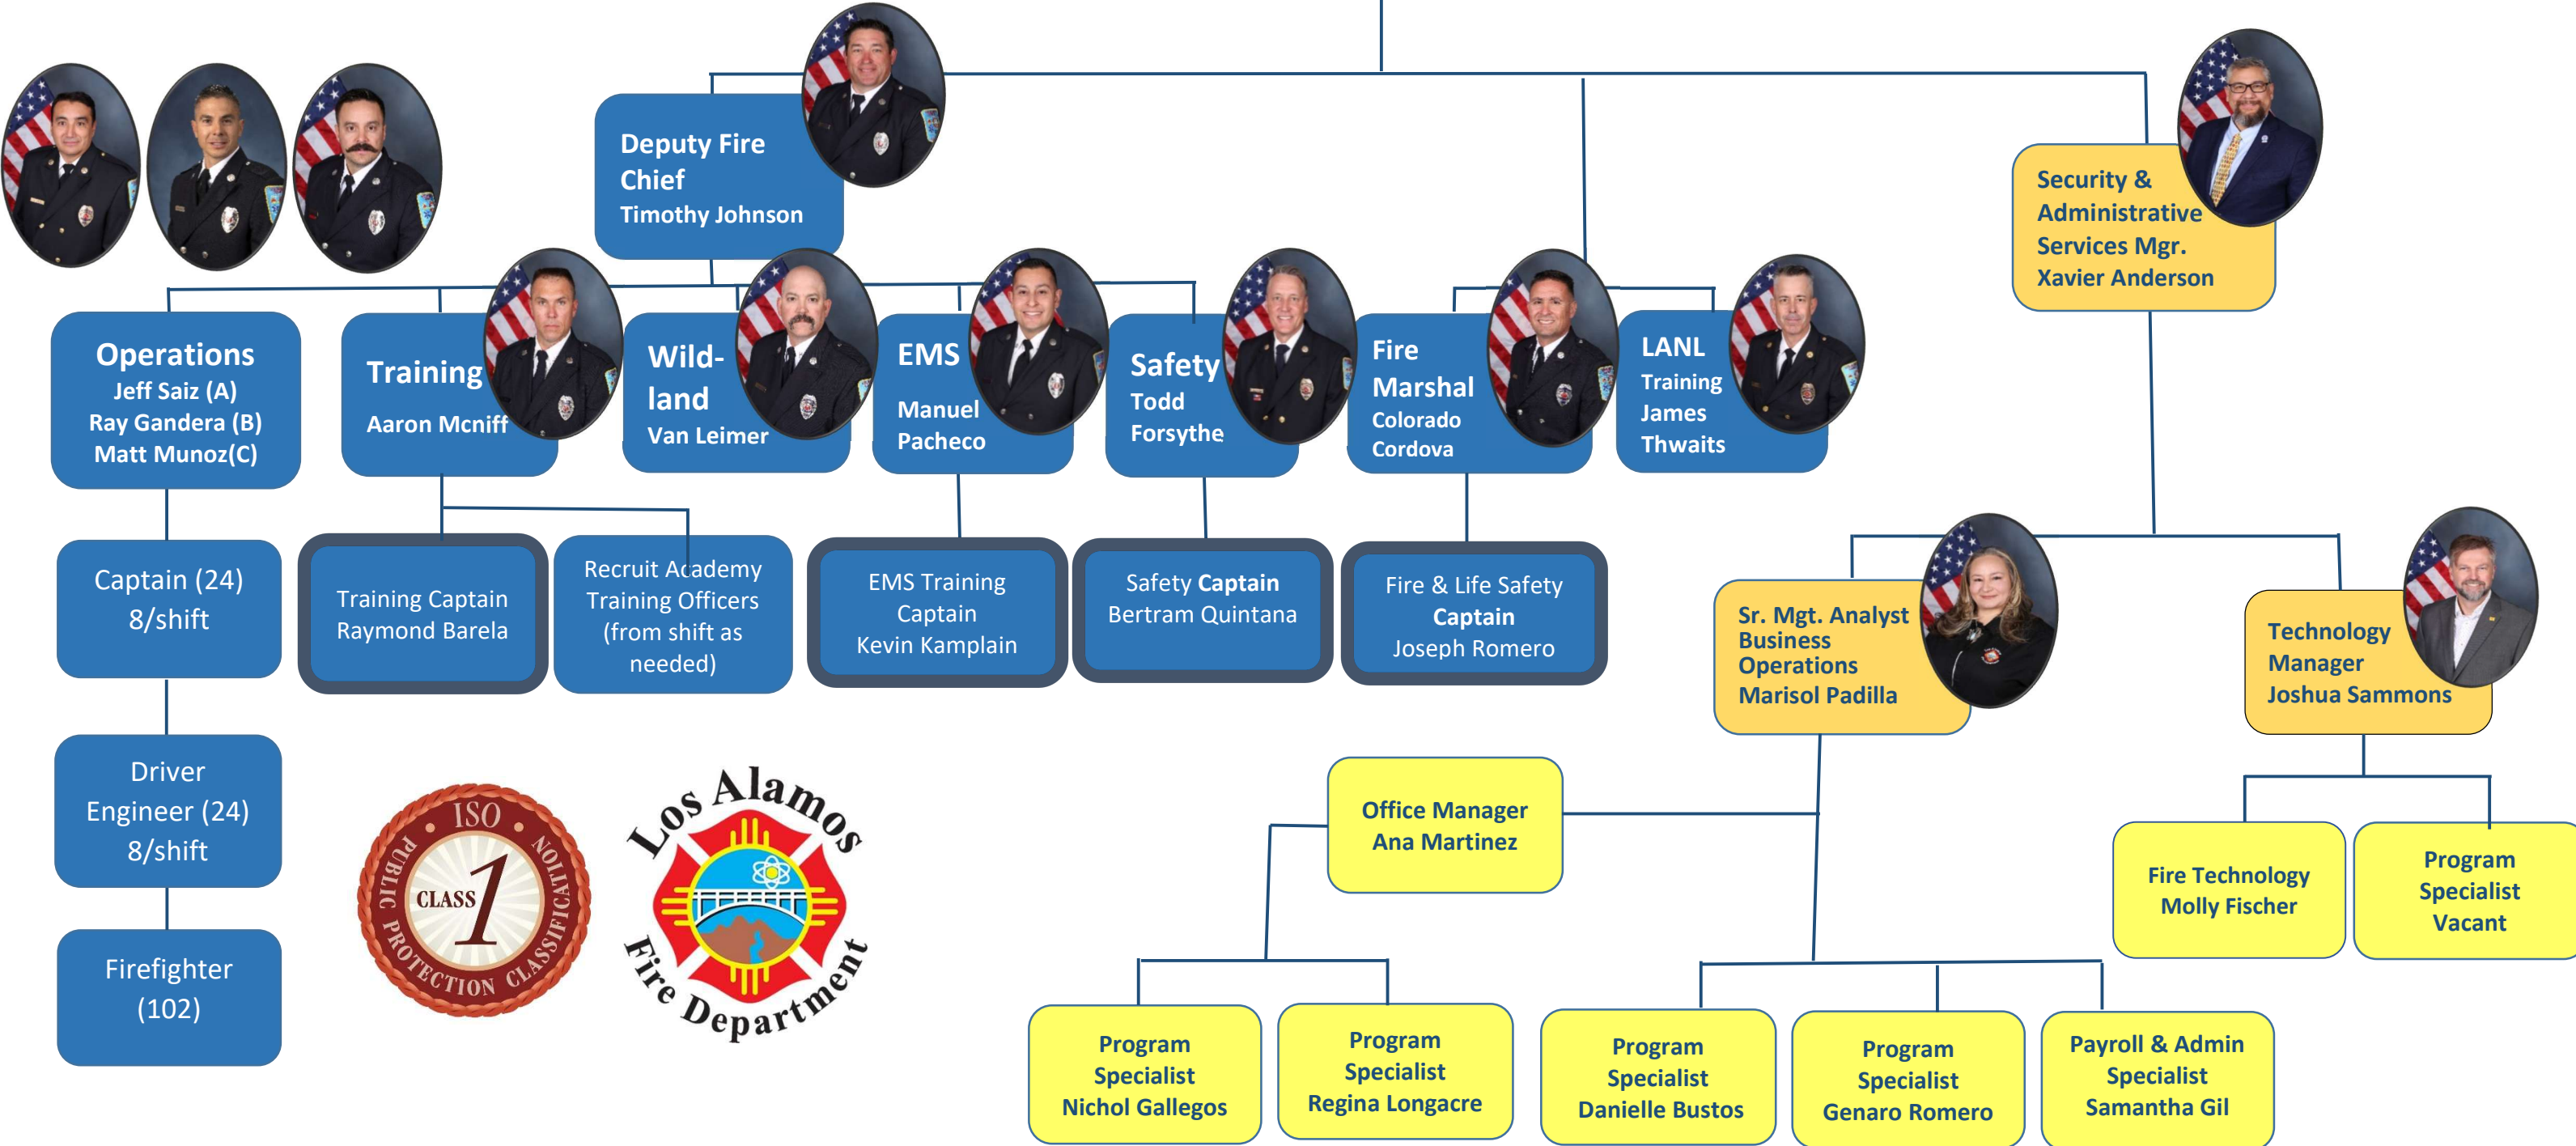 Deputy Fire
Chief
Timothy Johnson
Security &
Administrative
Services Mgr.
Xavier Anderson
Operations
Jeff Saiz (A)
Ray Gandera (B)
Matt Munoz(C)
Training
Aaron Mcniff
Wild-
land
Van Leimer
EMS
Manuel
Pacheco
Safety
Todd
Forsythe
Fire
Marshal
Colorado
Cordova
LANL
Training
James
Thwaits
Captain (24)
8/shift
Training Captain
Raymond Barela
Recruit Academy
Training Officers
(from shift as
needed)
EMS Training
Captain
Kevin Kamplain
Safety Captain
Bertram Quintana
Fire & Life Safety
Captain
Joseph Romero
Sr. Mgt. Analyst
Business
Operations
Marisol Padilla
Technology
Manager
Joshua Sammons
Driver
Engineer (24)
8/shift
Office Manager
Ana Martinez
Fire Technology
Molly Fischer
Program
Specialist
Vacant
Firefighter
(102)
ISO
PUBLIC PROTECTION CLASSIFICATION
CLASS 1
Los Alamos
Fire Department
Program
Specialist
Nichol Gallegos
Program
Specialist
Regina Longacre
Program
Specialist
Danielle Bustos
Program
Specialist
Genaro Romero
Payroll & Admin
Specialist
Samantha Gil